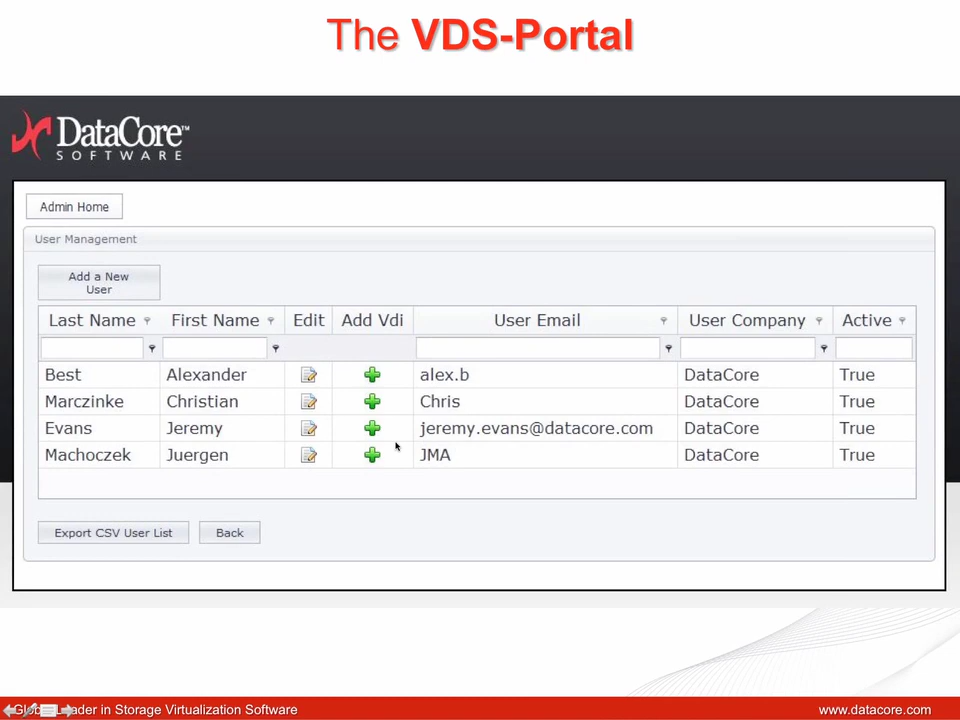 The VDS-Portal
DataCore™
SOFTWARE
Admin Home
User Management
Add a New
User
Last Name First Name Edit Add Vdi User Email User Company Active
Best Alexander alex.b DataCore True
Marczinke Christian Chris DataCore True
Evans Jeremy jeremy.evans@datacore.com DataCore True
Machoczek Juergen JMA DataCore True
Export CSV User List Back
Global Leader in Storage Virtualization Software www.datacore.com